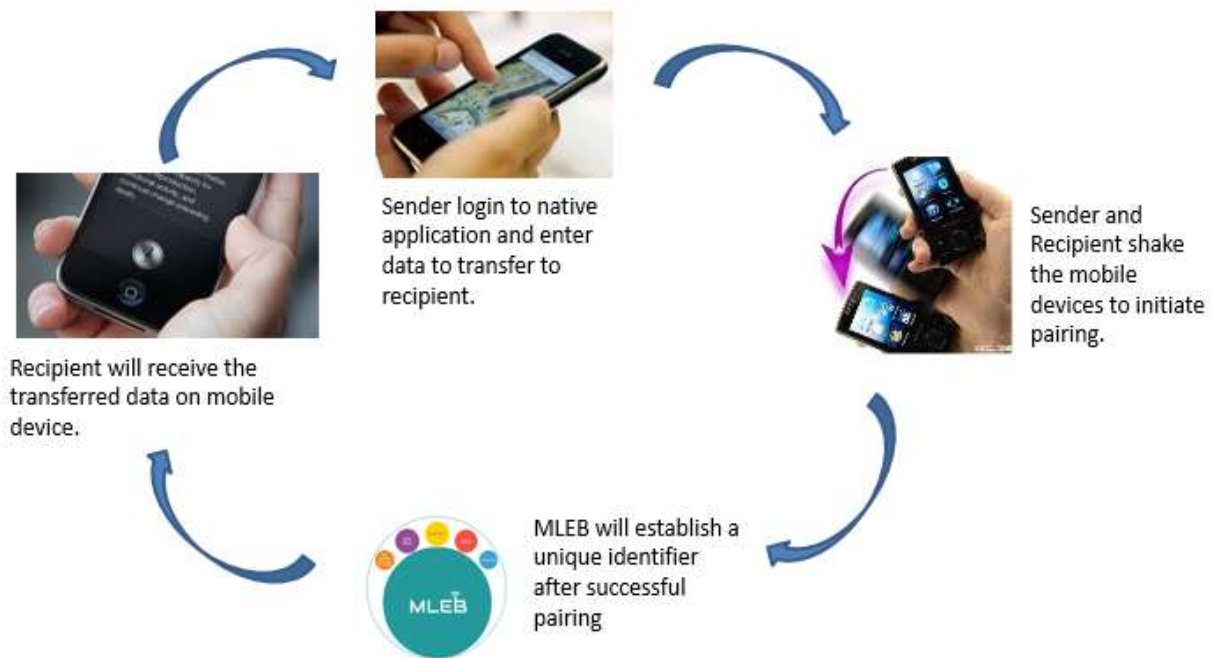 Sender login to native
application and enter
data to transfer to
recipient.
Sender and
Recipient shake
the mobile
devices to initiate
pairing.
MLEB will establish a
unique identifier
after successful
pairing
MLEB
Recipient will receive the
transferred data on mobile
device.